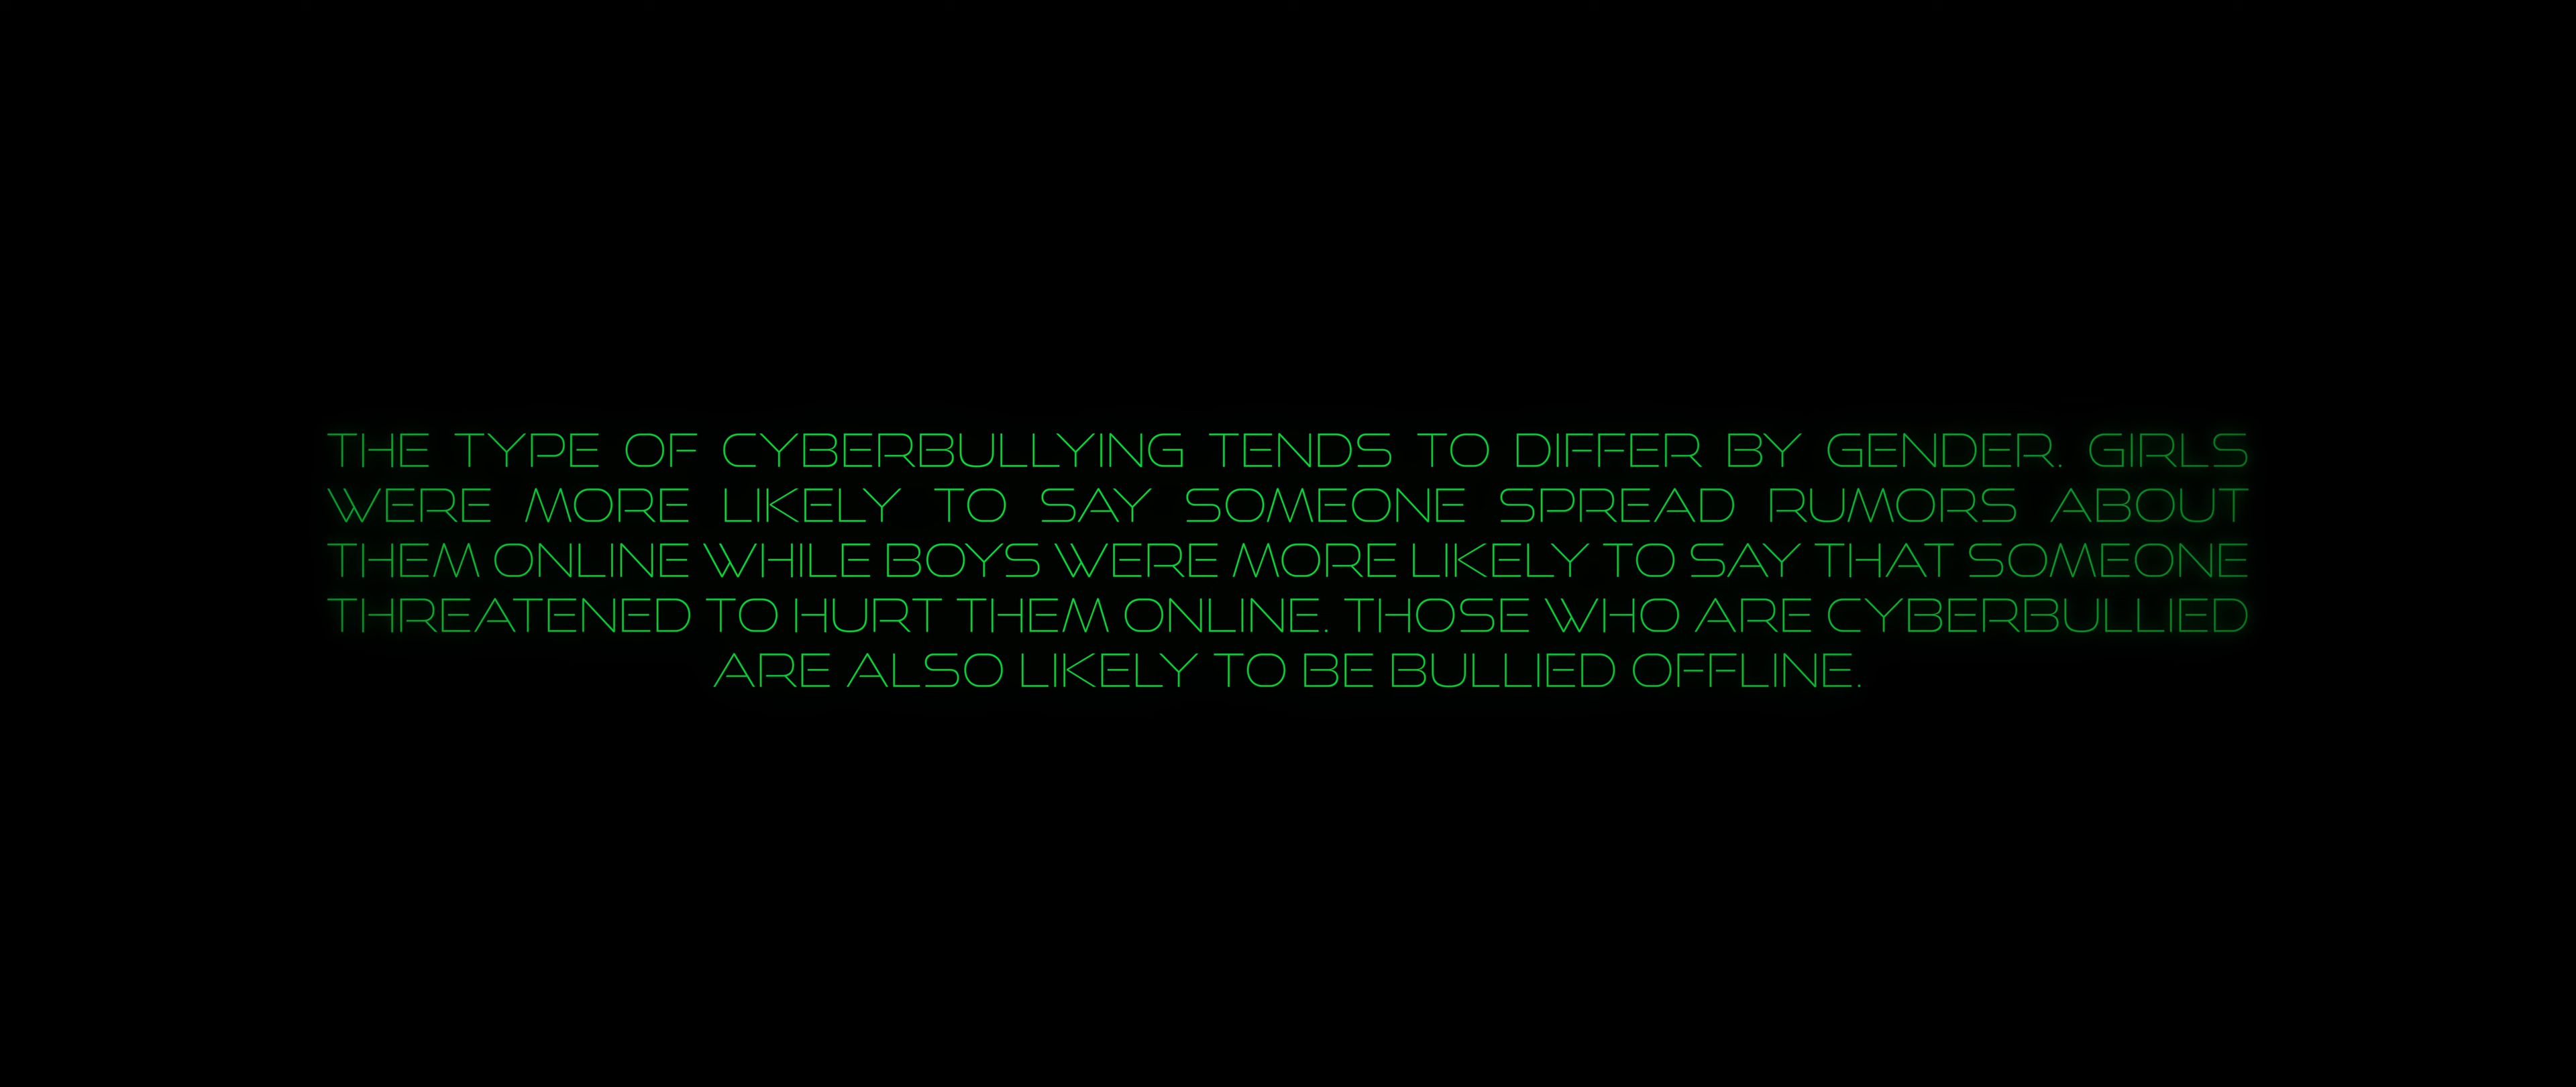 THE TYPE OF CYBERBULLYING TENDS TO DIFFER BY GENDER. GIRLS
WERE MORE LIKELY TO SAY SOMEONE SPREAD RUMORS ABOUT
THEM ONLINE WHILE BOYS WERE MORE LIKELY TO SAY THAT SOMEONE
THREATENED TO HURT THEM ONLINE. THOSE WHO ARE CYBERBULLIED
ARE ALSO LIKELY TO BE BULLIED OFFLINE.